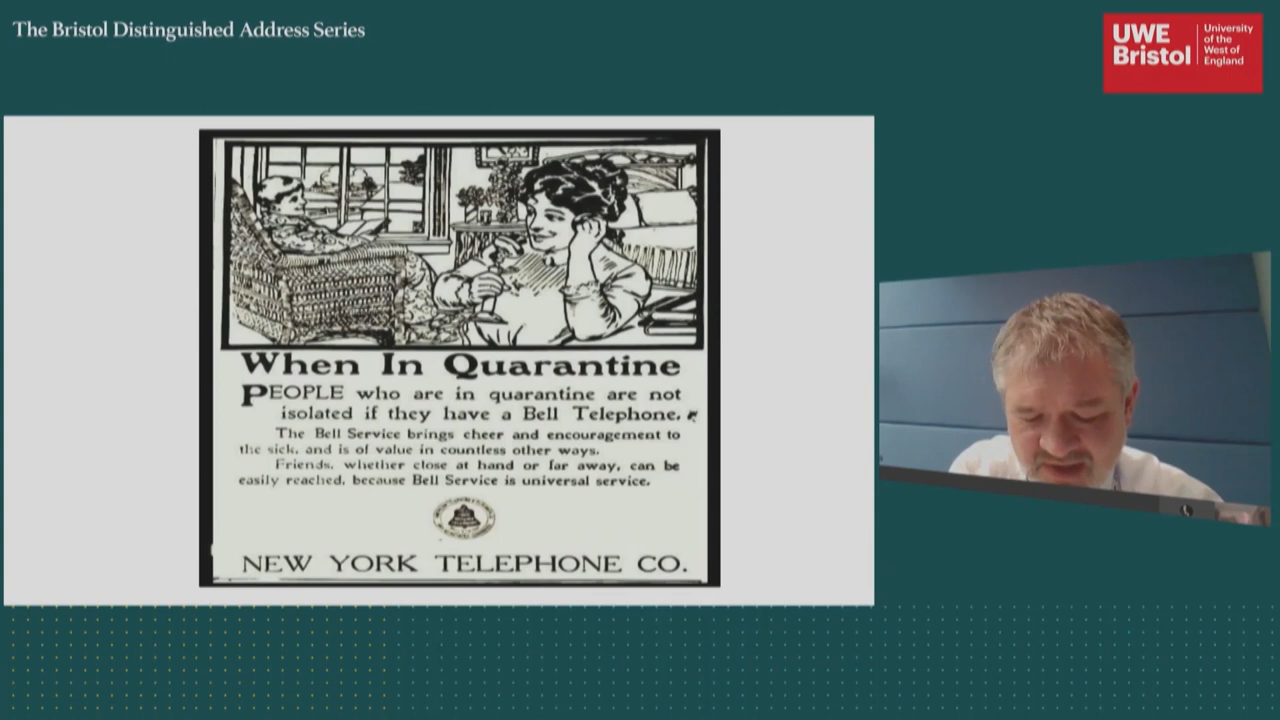 The Bristol Distinguished Address Series
UWE
Bristol
University
of the
West of
England
When In Quarantine
PEOPLE who are in quarantine are not
isolated if they have a Bell Telephone.
The Bell Service brings cheer and encouragement to
the sick, and is of value in countless other ways.
Friends, whether close at hand or far away, can be
easily reached, because Bell Service is universal service.
NEW YORK TELEPHONE CO.